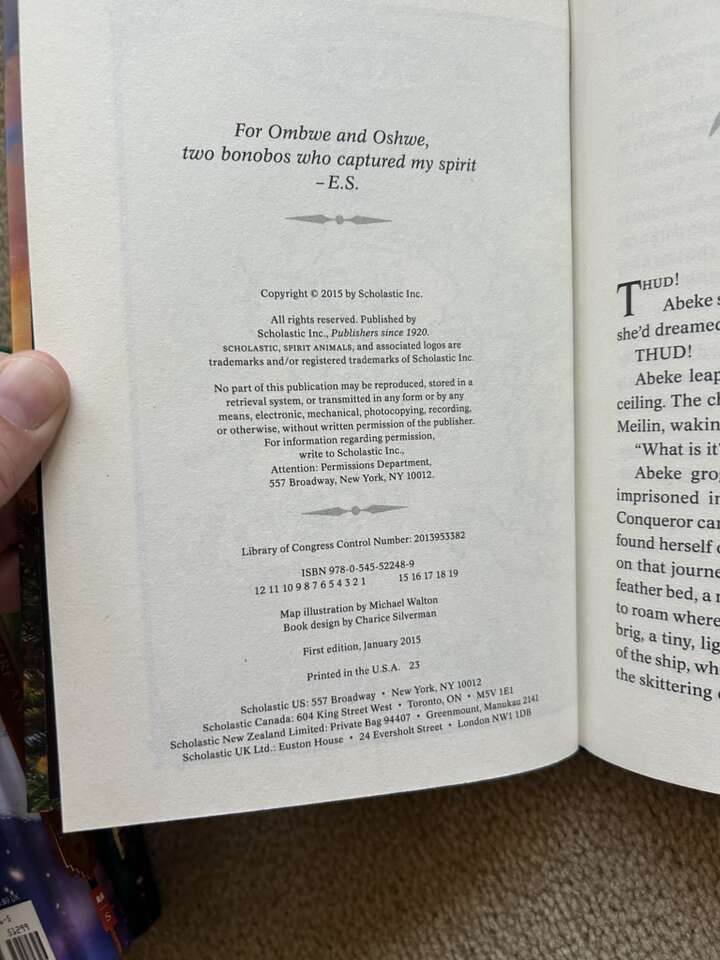 For Ombwe and Oshwe,
two bonobos who captured my spirit
– E.S.
Copyright © 2015 by Scholastic Inc.
All rights reserved. Published by
Scholastic Inc., Publishers since 1920.
SCHOLASTIC, SPIRIT ANIMALS, and associated logos are
trademarks and/or registered trademarks of Scholastic Inc.
No part of this publication may be reproduced, stored in a
retrieval system, or transmitted in any form or by any
means, electronic, mechanical, photocopying, recording,
or otherwise, without written permission of the publisher.
For information regarding permission,
write to Scholastic Inc.,
Attention: Permissions Department,
557 Broadway, New York, NY 10012.
Library of Congress Control Number: 2013953382
ISBN 978-0-545-52248-9
12 11 10 9 8 7 6 5 4 3 2 1 15 16 17 18 19
Map illustration by Michael Walton
Book design by Charice Silverman
First edition, January 2015
Printed in the U.S.A. 23
Scholastic US: 557 Broadway • New York, NY 10012
Scholastic Canada: 604 King Street West • Toronto, ON • M5V 1E1
Scholastic New Zealand Limited: Private Bag 94407 • Greenmount, Manukau 2141
Scholastic UK Ltd.: Euston House • 24 Eversholt Street • London NW1 1DB
THUD!
Abeke
she'd dreamed
THUD!
Abeke leap
ceiling. The
Meilin, wakin
"What is it
Abeke gro
imprisoned
Conqueror
found herself
on that journe
feather bed, a
to roam where
brig, a tiny, lig
of the ship, wh
the skittering
51299